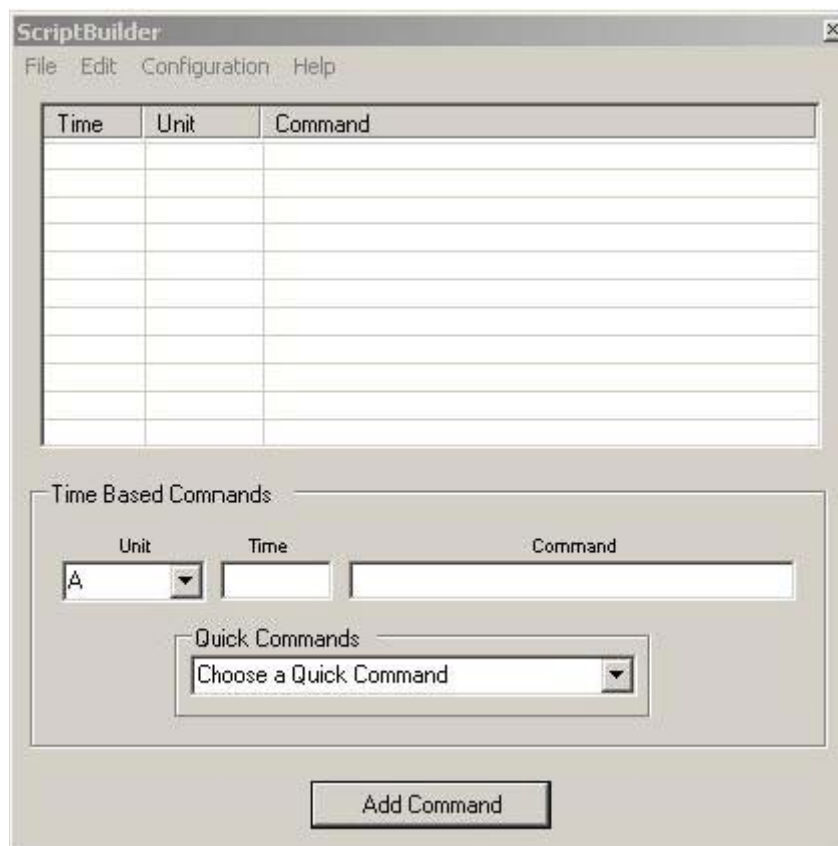 ScriptBuilder
File Edit Configuration Help
Time Unit Command
Time Based Commands
Unit Time Command
A
Quick Commands
Choose a Quick Command
Add Command